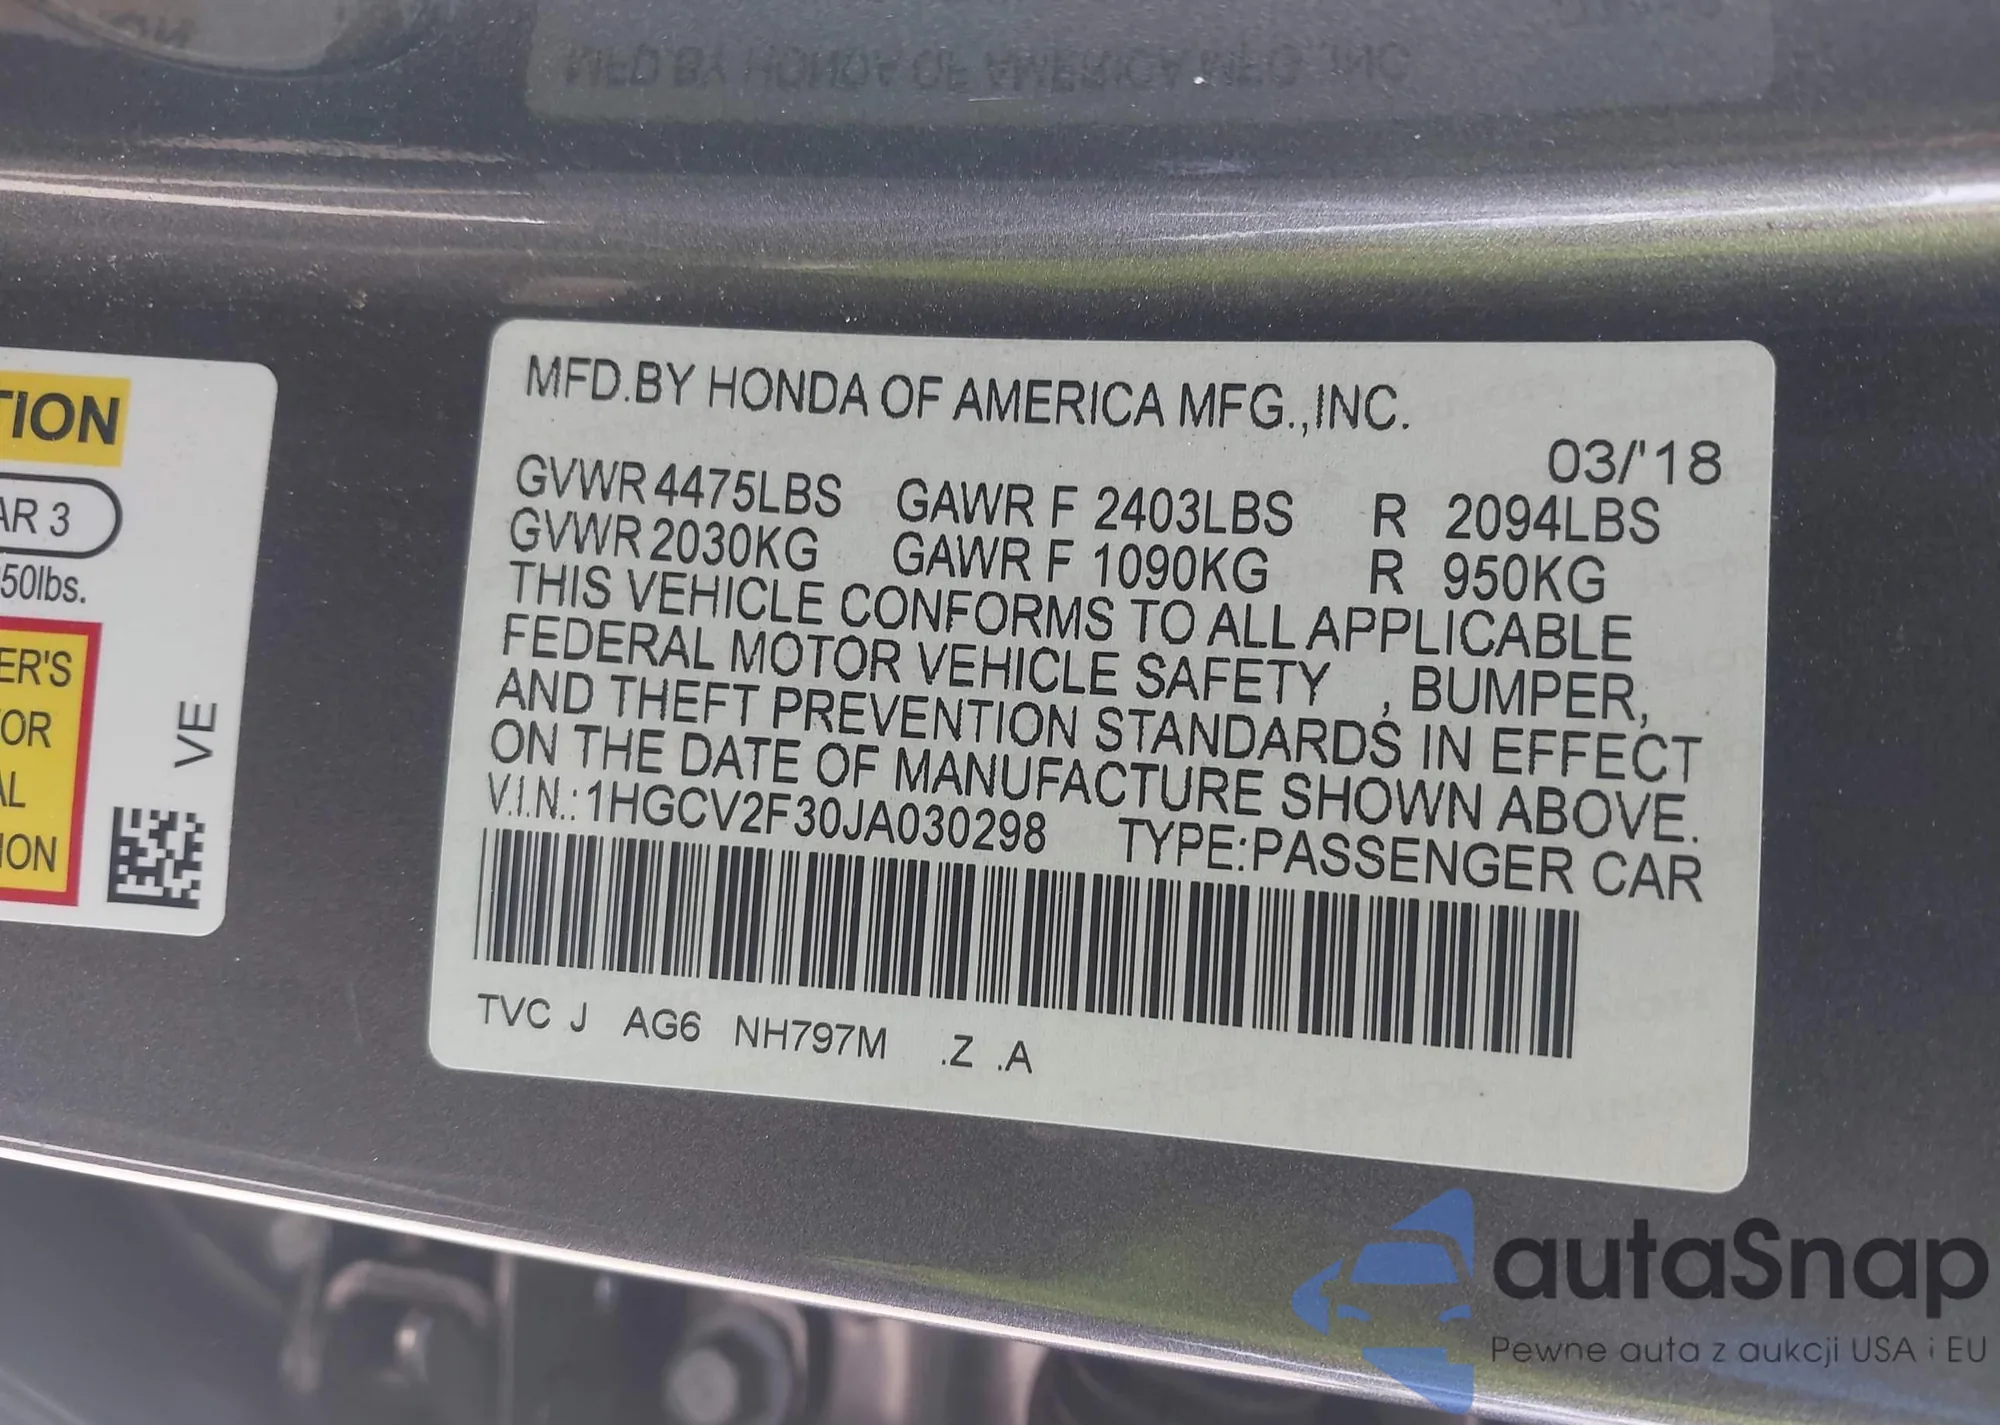 MFD.BY HONDA OF AMERICA MFG.,INC.
03/'18
GVWR 4475LBS GAWR F 2403LBS R 2094LBS
GVWR 2030KG GAWR F 1090KG R 950KG
THIS VEHICLE CONFORMS TO ALL APPLICABLE
FEDERAL MOTOR VEHICLE SAFETY , BUMPER,
AND THEFT PREVENTION STANDARDS IN EFFECT
ON THE DATE OF MANUFACTURE SHOWN ABOVE.
V.I.N.: 1HGCV2F30JA030298 TYPE:PASSENGER CAR
TVC J AG6 NH797M .Z .A
TION
AR 3
50lbs.
ER'S
OR
AL
ION
VE
autaSnap
Pewne auta z aukcji USA i EU